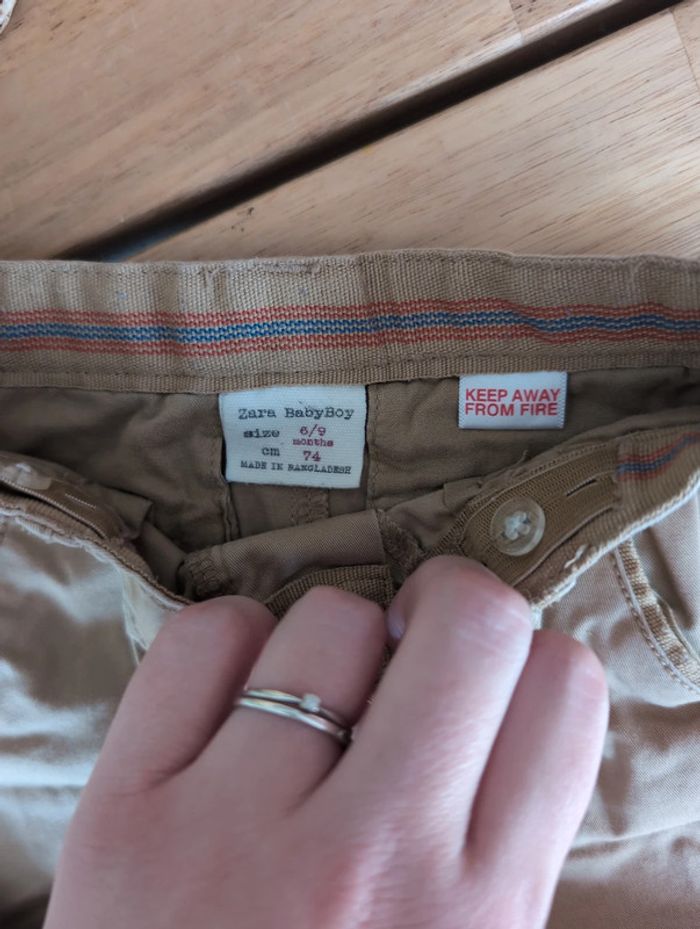 Zara BabyBoy
size 6/9
months
cm 74
MADE IN BANGLADESH
KEEP AWAY
FROM FIRE